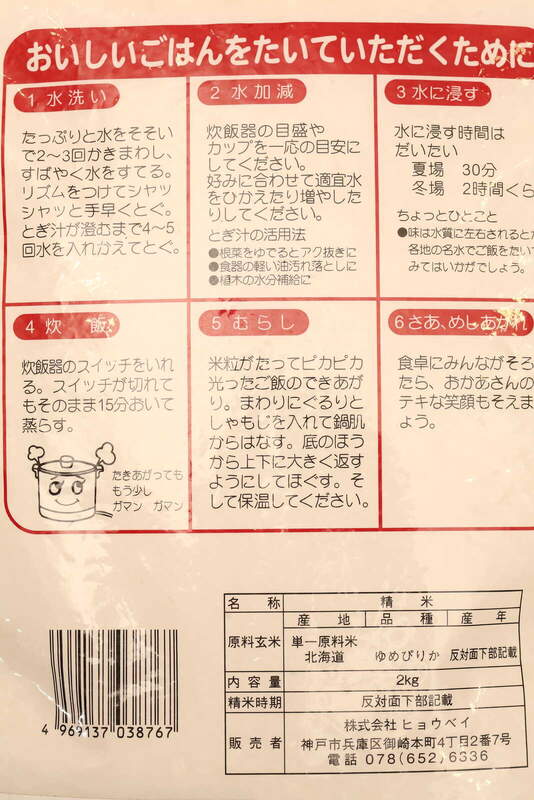 おいしいごはんをたいていただくために
1 水洗い
たっぷりと水をそそい
で2～3回かきまわし、
すばやく水をすてる。
リズムをつけてシャッ
シャッと手早くとぐ。
とぎ汁が澄むまで4～5
回水を入れかえてとぐ。
2 水加減
炊飯器の目盛や
カップを一応の目安に
してください。
好みに合わせて適宜水
をひかえたり増やした
りしてください。
とぎ汁の活用法
●根菜をゆでるとアク抜きに
●食器の軽い油汚れ落としに
●植木の水分補給に
3 水に浸す
水に浸す時間は
だいたい
夏場 30分
冬場 2時間くら
ちょっとひとこと
●味は水質に左右されると
各地の名水でご飯をたい
みてはいかがでしょう。
4 炊飯
炊飯器のスイッチをいれ
る。スイッチが切れて
もそのまま15分おいて
蒸らす。
たきあがっても
もう少し
ガマン ガマン
5 むらし
米粒がたってピカピカ
光ったご飯のできあが
り。まわりにぐるりと
しゃもじを入れて鍋肌
からはなす。底のほう
から上下に大きく返す
ようにしてほぐす。そ
して保温してください。
6 さあ、めしあがれ
食卓にみんながそろ
たら、おかあさんの
テキな笑顔もそえま
ょう。
名称 精米
原料玄米 産地 品種 産年
単一原料米
北海道 ゆめぴりか 反対面下部記載
内容量 2kg
精米時期 反対面下部記載
販売者 株式会社 ヒョウベイ
神戸市兵庫区御崎本町4丁目2番7号
電話 078(652)6336
4 969137 038767